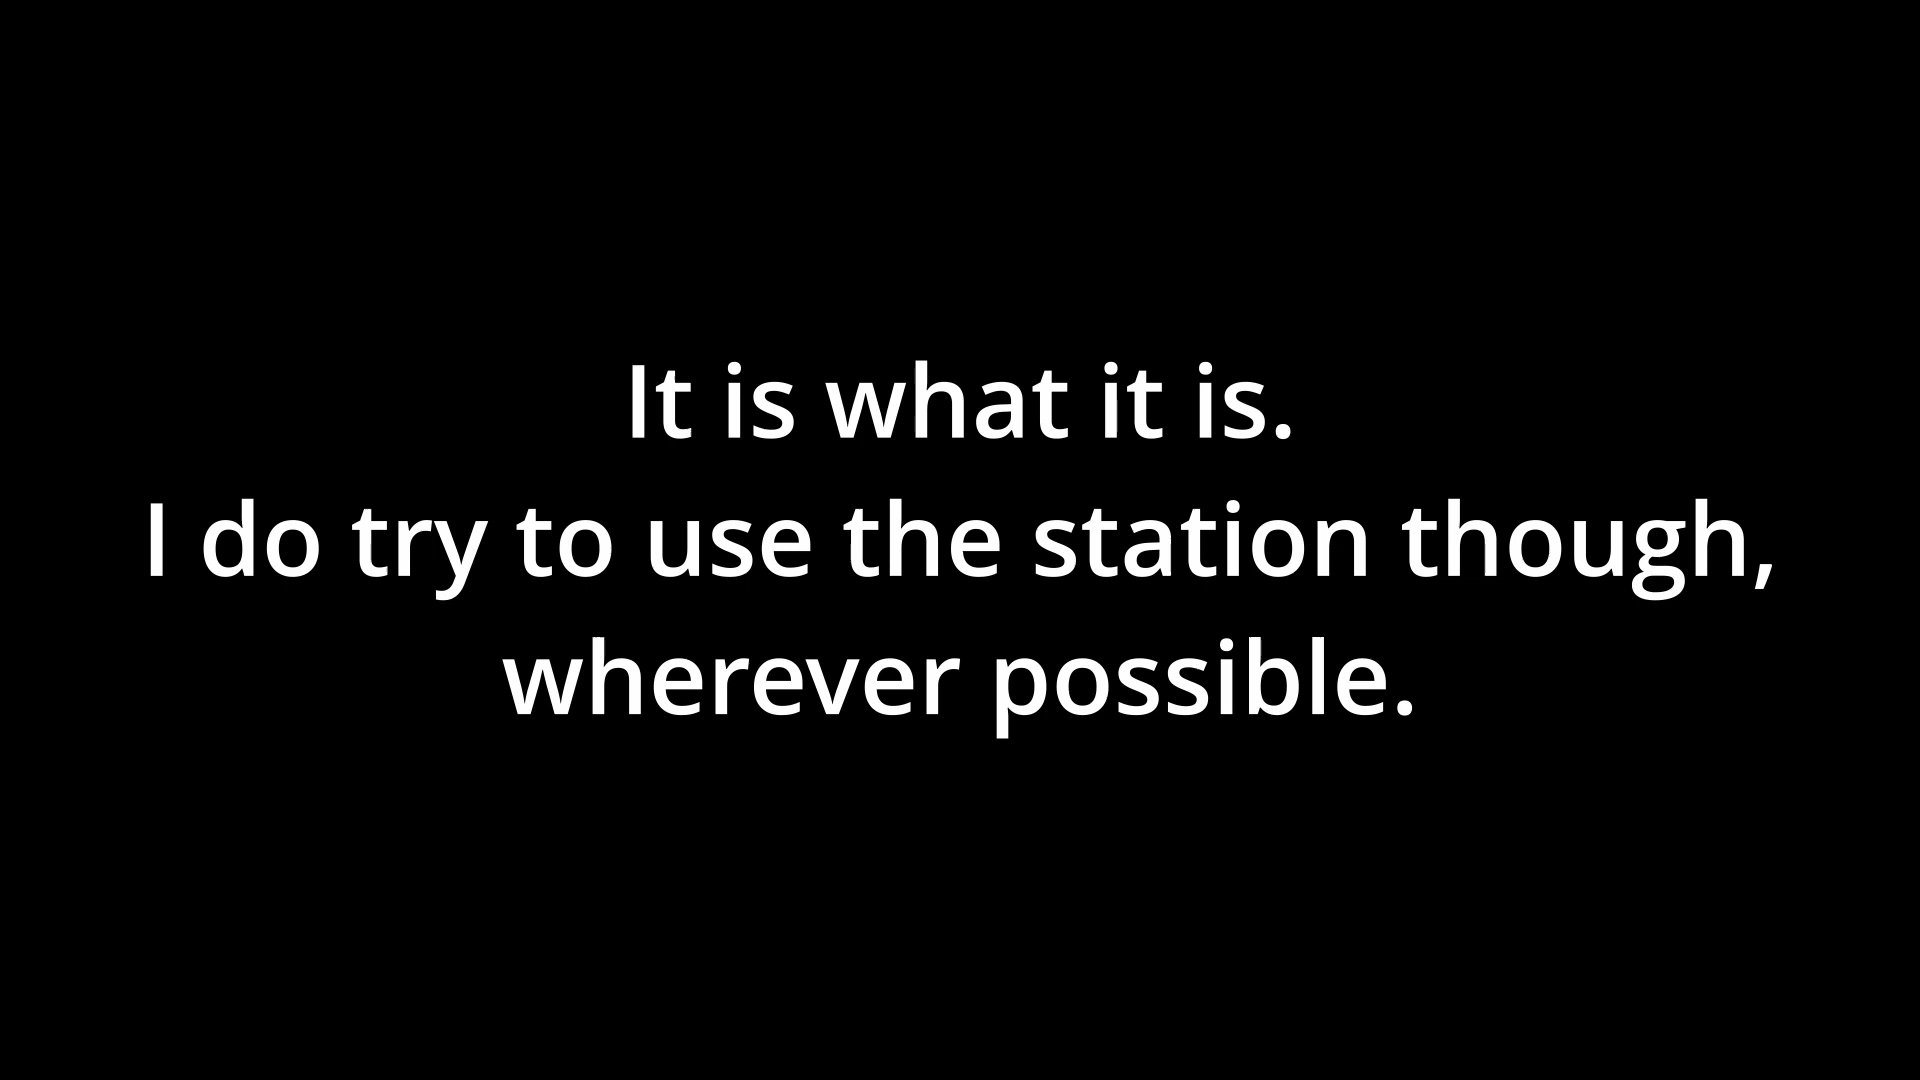 It is what it is.
I do try to use the station though,
wherever possible.